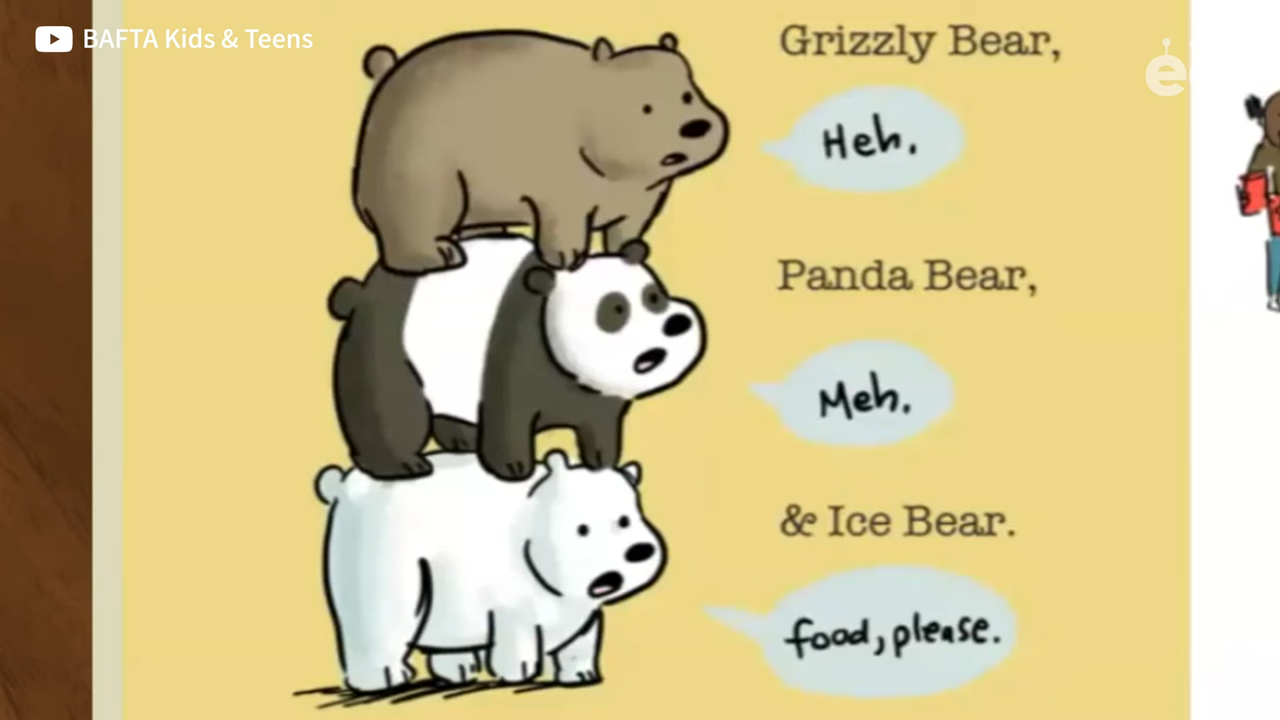 BAFTA Kids & Teens
Grizzly Bear,
Heh.
Panda Bear,
Meh.
& Ice Bear.
food, please.
e